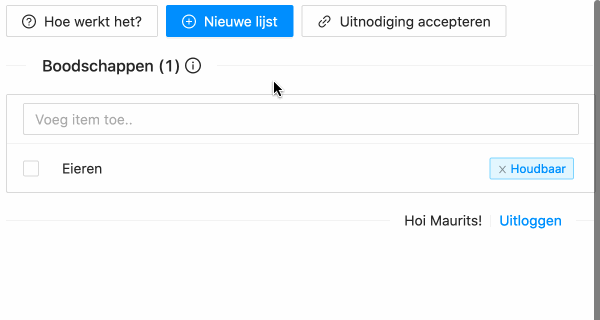 Hoe werkt het? Nieuwe lijst Uitnodiging accepteren
Boodschappen (1)
Voeg item toe..
Eieren Houdbaar
Hoi Maurits! Uitloggen